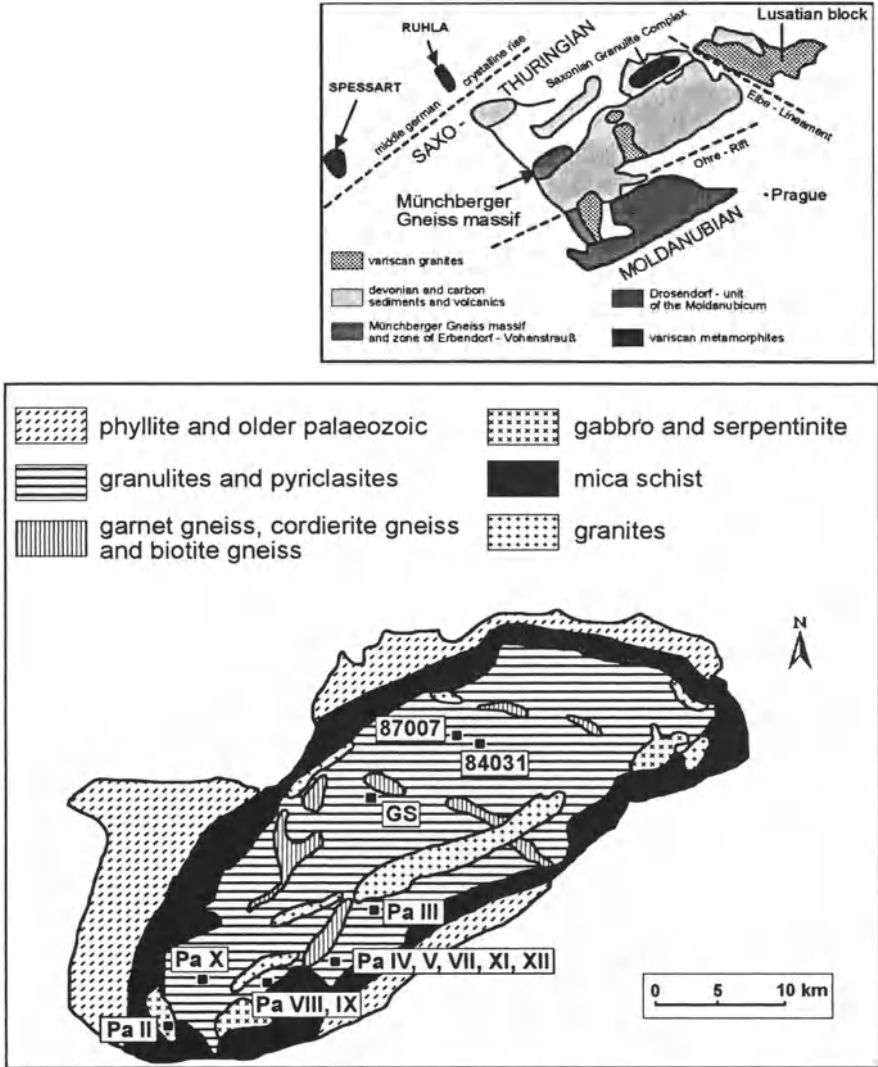 RUHLA
SPESSART
middle german
crystalline rise
SAXO -
THURINGIAN
Saxonian Granulite Complex
Lusatian block
Elbe - Lineament
Ohre - Rift
Münchberger
Gneiss massif
Prague
MOLDANUBIAN
variscan granites
devonian and carbon
sediments and volcanics
Münchberger Gneiss massif
and zone of Erbendorf - Vohenstrauß
Drosendorf - unit
of the Moldanubicum
variscan metamorphites
phyllite and older palaeozoic
granulites and pyriclasites
garnet gneiss, cordierite gneiss
and biotite gneiss
gabbro and serpentinite
mica schist
granites
N
87007
84031
GS
Pa III
Pa X
Pa IV, V, VII, XI, XII
Pa VIII, IX
Pa II
0 5 10 km